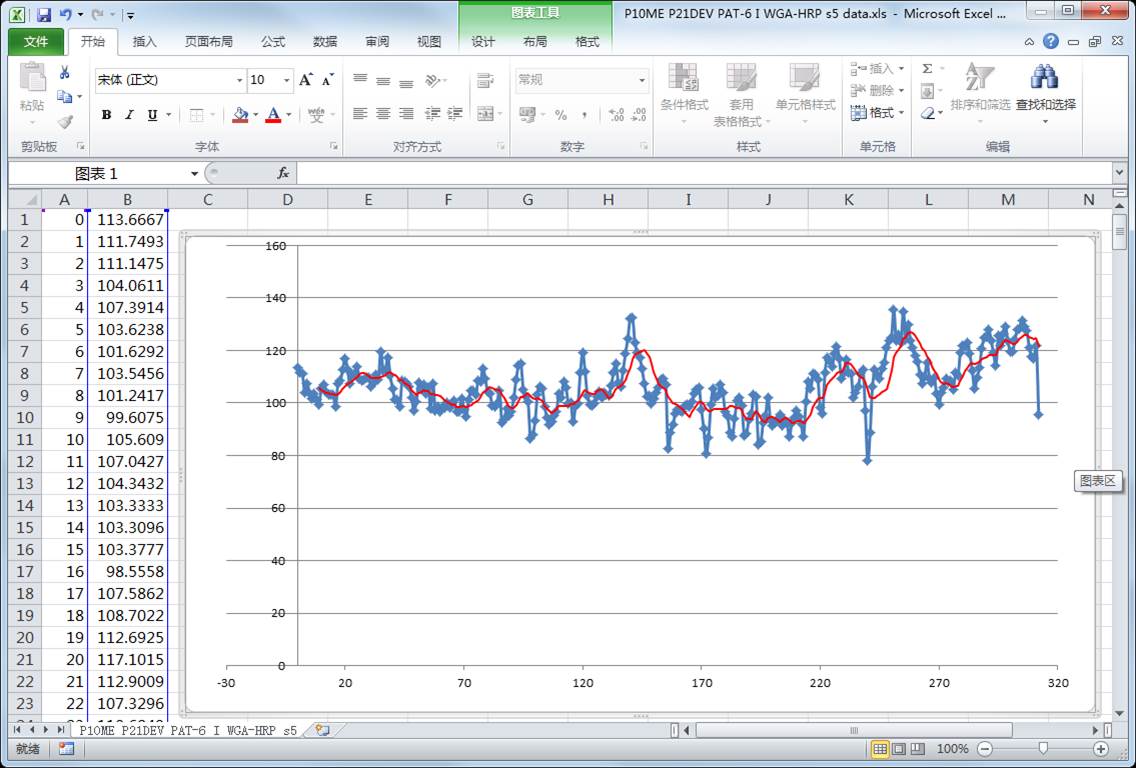 图表工具
P10ME P21DEV PAT-6 I WGA-HRP s5 data.xls - Microsoft Excel ...
文件 开始 插入 页面布局 公式 数据 审阅 视图 设计 布局 格式
宋体 (正文) 10 A A 常规 插入 Σ
粘贴 B I U A wén 文 % , .00 条件格式 套用 表格格式 单元格样式 删除 格式 排序和筛选 查找和选择
剪贴板 字体 对齐方式 数字 样式 单元格 编辑
图表 1 fx
A B C D E F G H I J K L M N
1 0 113.6667
2 1 111.7493
3 2 111.1475
4 3 104.0611
5 4 107.3914
6 5 103.6238
7 6 101.6292
8 7 103.5456
9 8 101.2417
10 9 99.6075
11 10 105.609
12 11 107.0427
13 12 104.3432
14 13 103.3333
15 14 103.3096
16 15 103.3777
17 16 98.5558
18 17 107.5862
19 18 108.7022
20 19 112.6925
21 20 117.1015
22 21 112.9009
23 22 107.3296
160
140
120
100
80
60
40
20
0
-30 20 70 120 170 220 270 320
图表区
P10ME P21DEV PAT-6 I WGA-HRP s5
就绪 100%